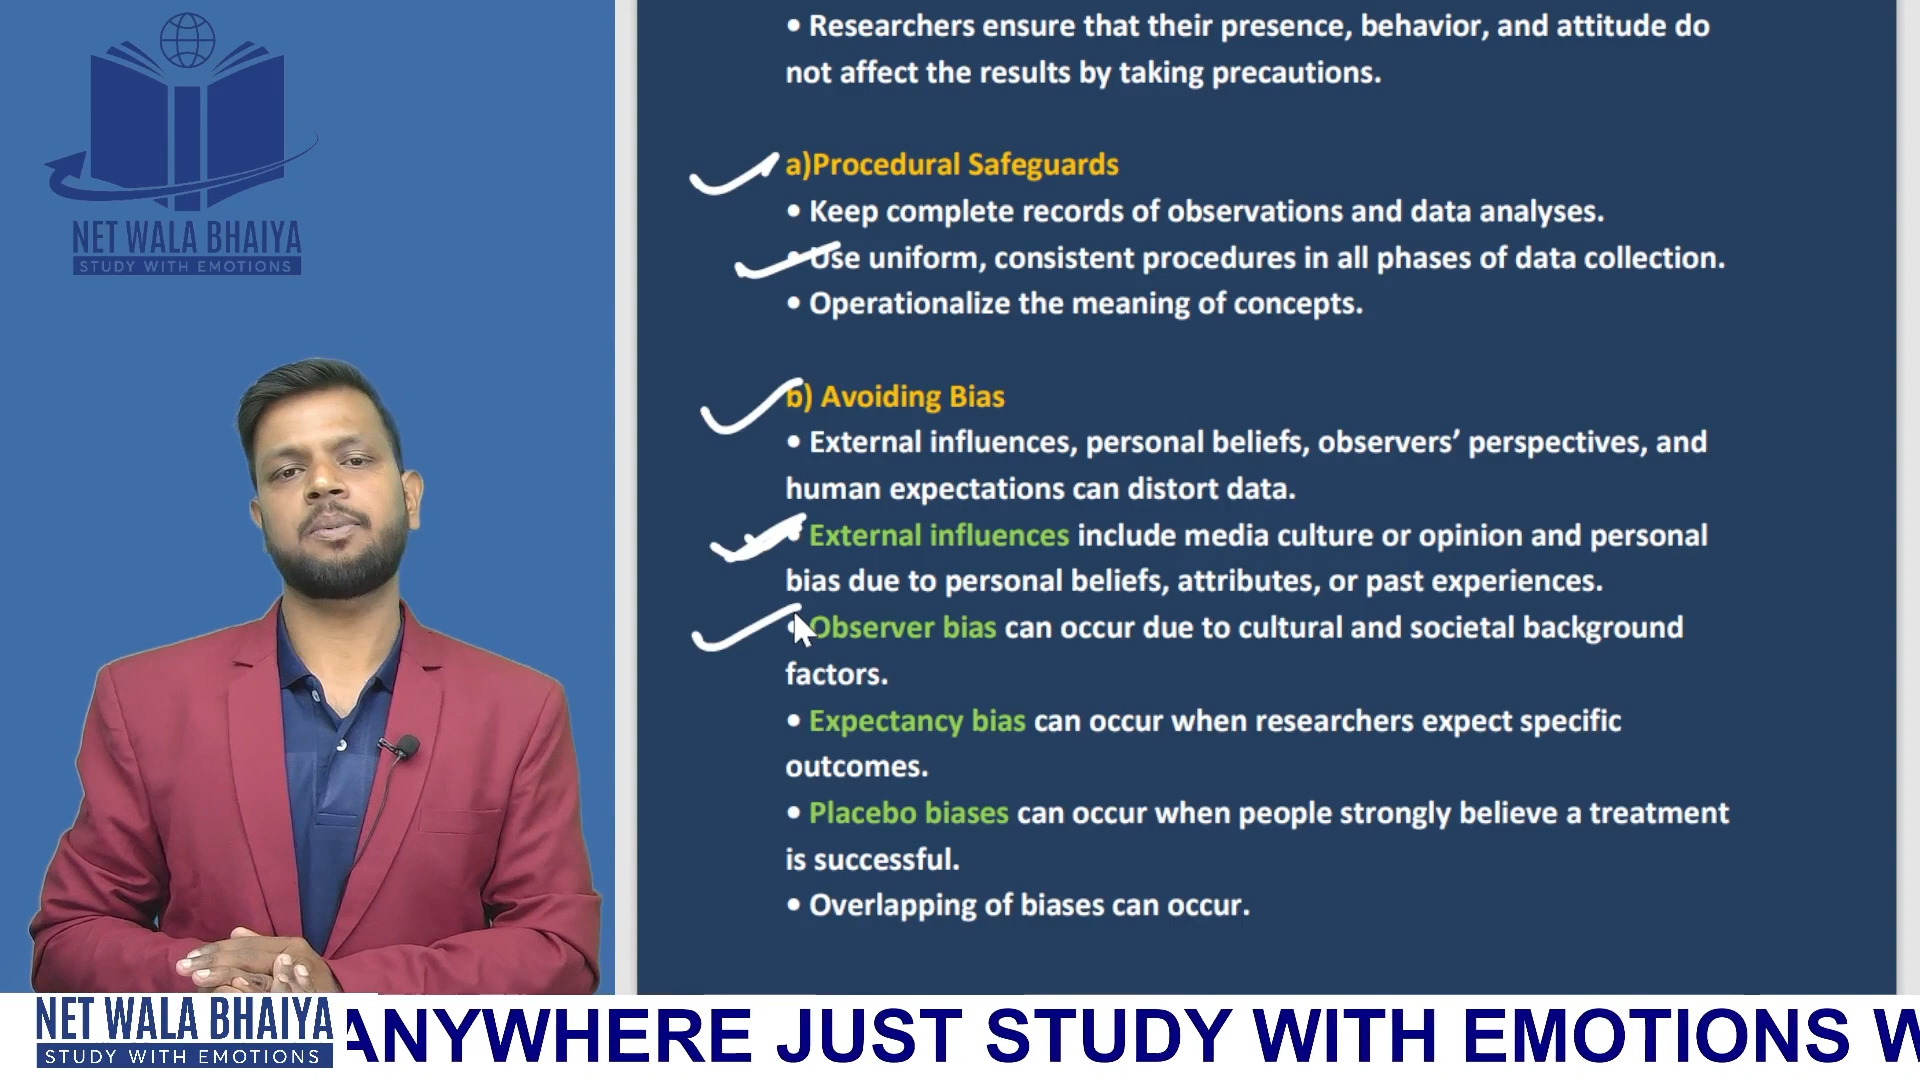 • Researchers ensure that their presence, behavior, and attitude do
not affect the results by taking precautions.
a)Procedural Safeguards
• Keep complete records of observations and data analyses.
• Use uniform, consistent procedures in all phases of data collection.
• Operationalize the meaning of concepts.
b) Avoiding Bias
• External influences, personal beliefs, observers’ perspectives, and
human expectations can distort data.
• External influences include media culture or opinion and personal
bias due to personal beliefs, attributes, or past experiences.
• Observer bias can occur due to cultural and societal background
factors.
• Expectancy bias can occur when researchers expect specific
outcomes.
• Placebo biases can occur when people strongly believe a treatment
is successful.
• Overlapping of biases can occur.
NET WALA BHAIYA
STUDY WITH EMOTIONS
NET WALA BHAIYA
STUDY WITH EMOTIONS
ANYWHERE JUST STUDY WITH EMOTIONS W